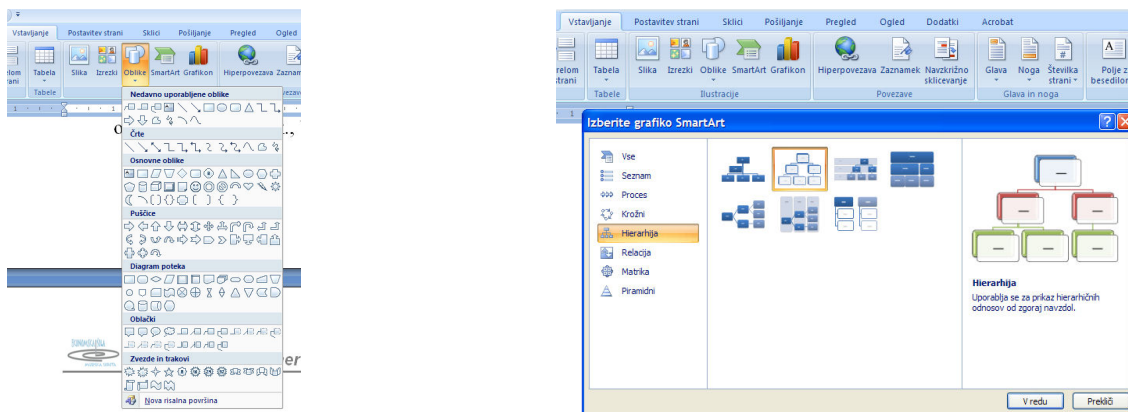 Vstavljanje Postavitev strani Sklici Pošiljanje Pregled Ogled
Tabela Slika Izrezki Oblike SmartArt Grafikon Hiperpovezava
Tabele
Nedavno uporabljene oblike
Črte
Osnovne oblike
Puščice
Diagram poteka
Oblački
Zvezde in trakovi
Nova risalna površina
er
Vstavljanje Postavitev strani Sklici Pošiljanje Pregled Ogled Dodatki Acrobat
Tabela Slika Izrezki Oblike SmartArt Grafikon Hiperpovezava Zaznamek Navzkrižno sklicevanje Glava Noga Številka strani Polje z
strani
Tabele Ilustracije Povezave Glava in noga
Izberite grafiko SmartArt
Vse
Seznam
Proces
Krožni
Hierarhija
Relacija
Matrika
Piramidni
Hierarhija
Uporablja se za prikaz hierarhičnih
odnosov od zgoraj navzdol.
V redu Prekliči